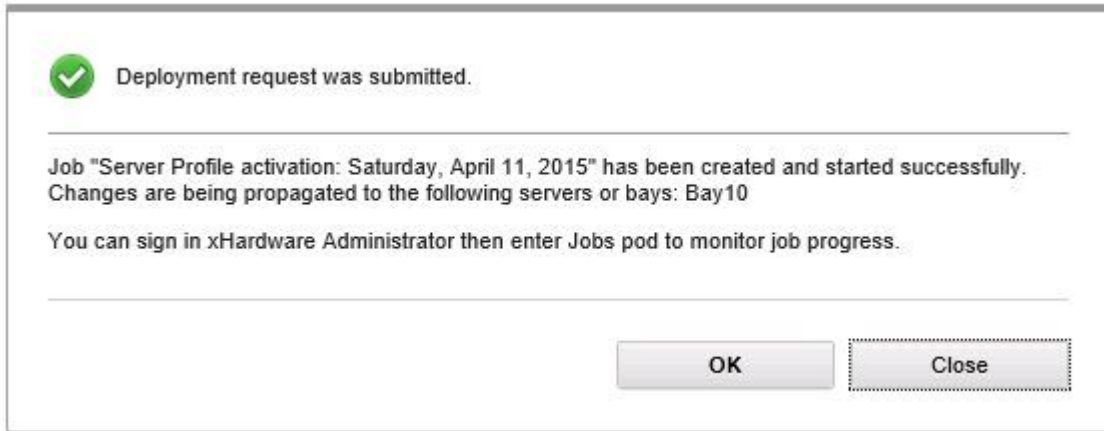 Deployment request was submitted.
Job "Server Profile activation: Saturday, April 11, 2015" has been created and started successfully.
Changes are being propagated to the following servers or bays: Bay10
You can sign in xHardware Administrator then enter Jobs pod to monitor job progress.
OK
Close